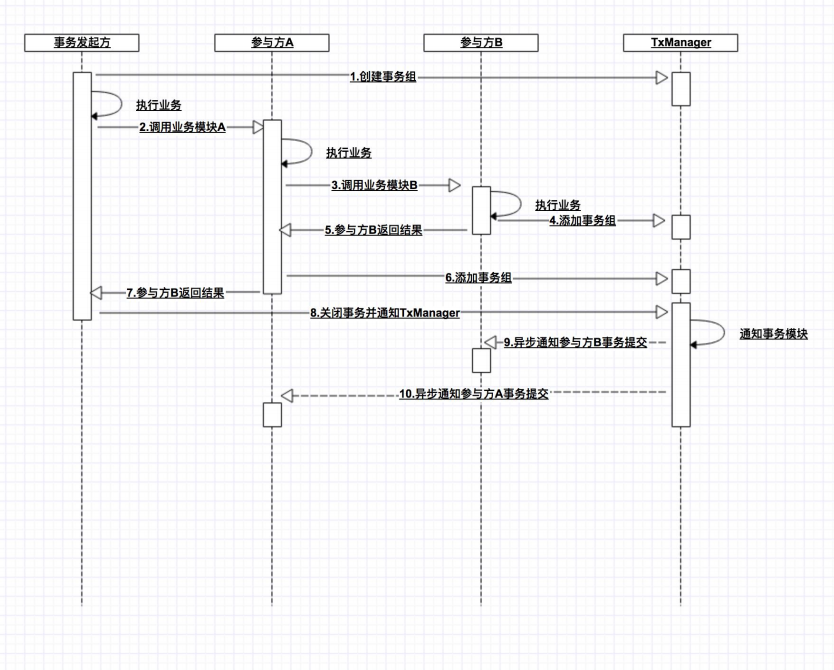 事务发起方
参与方A
参与方B
TxManager
1.创建事务组
执行业务
2.调用业务模块A
执行业务
3.调用业务模块B
执行业务
4.添加事务组
5.参与方B返回结果
6.添加事务组
7.参与方B返回结果
8.关闭事务并通知TxManager
通知事务模块
9.异步通知参与方B事务提交
10.异步通知参与方A事务提交